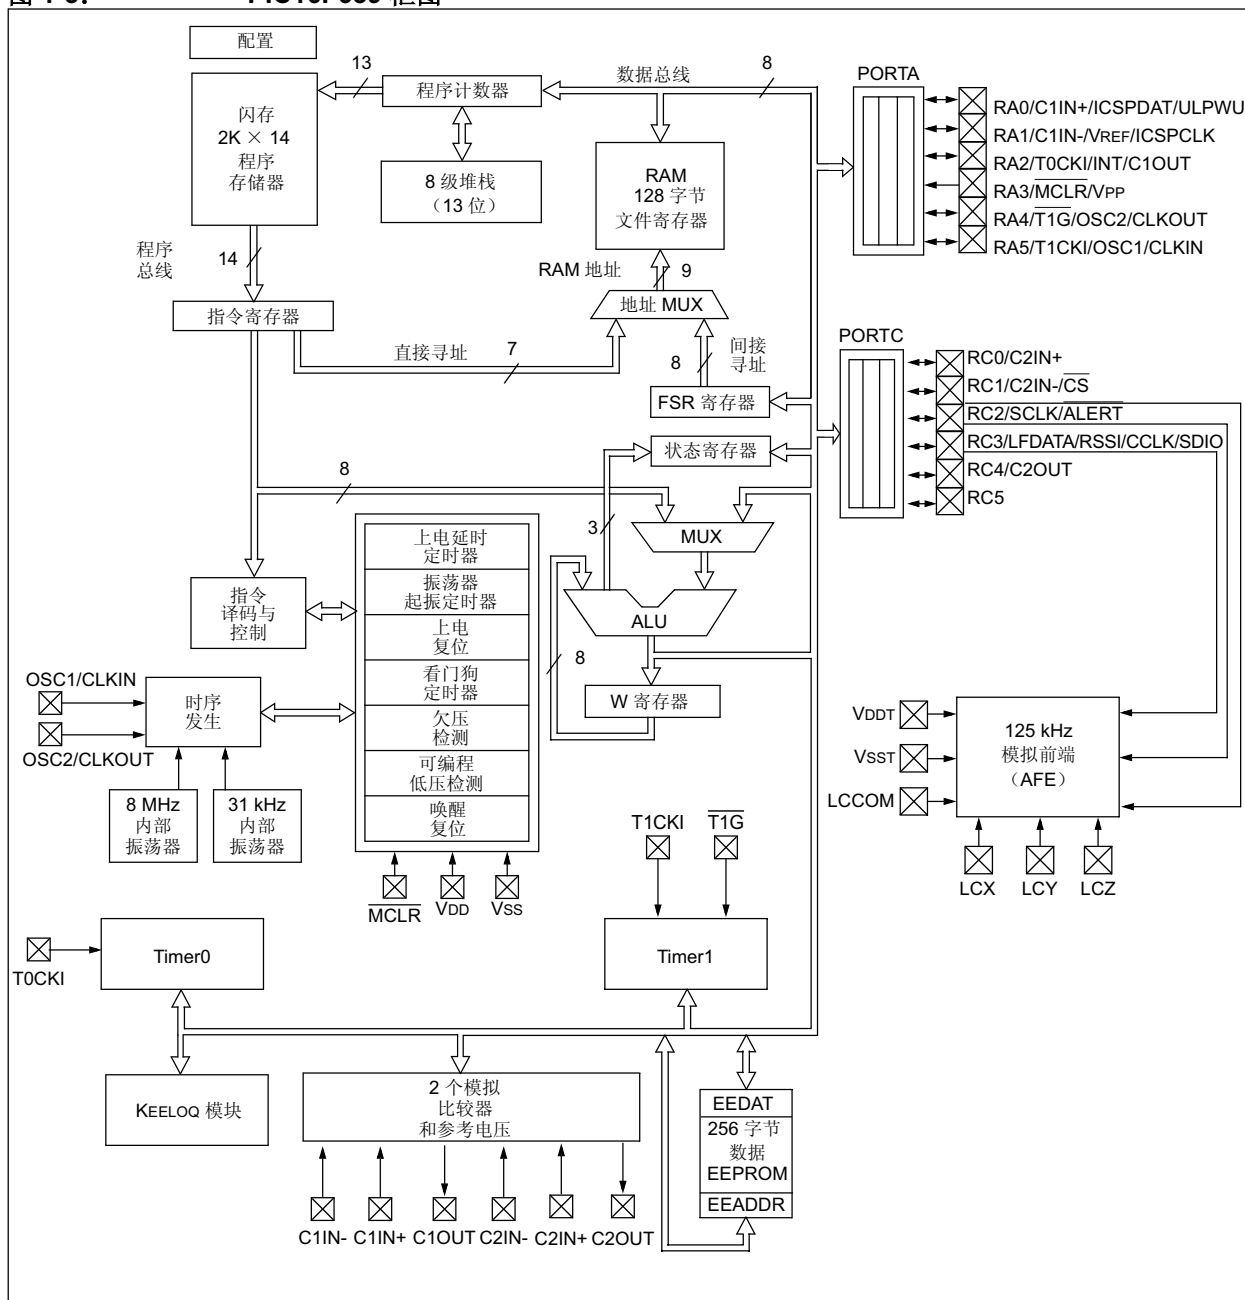 配置
13
数据总线
8
闪存
2K × 14
程序
存储器
程序计数器
8 级堆栈
（13 位）
RAM
128 字节
文件寄存器
PORTA
RA0/C1IN+/ICSPDAT/ULPWU
RA1/C1IN-/VREF/ICSPCLK
RA2/T0CKI/INT/C1OUT
RA3/MCLR/VPP
RA4/T1G/OSC2/CLKOUT
RA5/T1CKI/OSC1/CLKIN
程序
总线
14
RAM 地址
9
指令寄存器
地址 MUX
直接寻址
7
8
间接
寻址
FSR 寄存器
状态寄存器
PORTC
RC0/C2IN+
RC1/C2IN-/CS
RC2/SCLK/ALERT
RC3/LFDATA/RSSI/CCLK/SDIO
RC4/C2OUT
RC5
8
3
MUX
ALU
8
W 寄存器
指令
译码与
控制
上电延时
定时器
振荡器
起振定时器
上电
复位
看门狗
定时器
欠压
检测
可编程
低压检测
唤醒
复位
OSC1/CLKIN
OSC2/CLKOUT
时序
发生
8 MHz
内部
振荡器
31 kHz
内部
振荡器
MCLR
VDD
VSS
T1CKI
T1G
VDDT
VSST
LCCOM
125 kHz
模拟前端
（AFE）
LCX
LCY
LCZ
T0CKI
Timer0
Timer1
KEELOQ 模块
2 个模拟
比较器
和参考电压
C1IN-
C1IN+
C1OUT
C2IN-
C2IN+
C2OUT
EEDAT
256 字节
数据
EEPROM
EEADDR